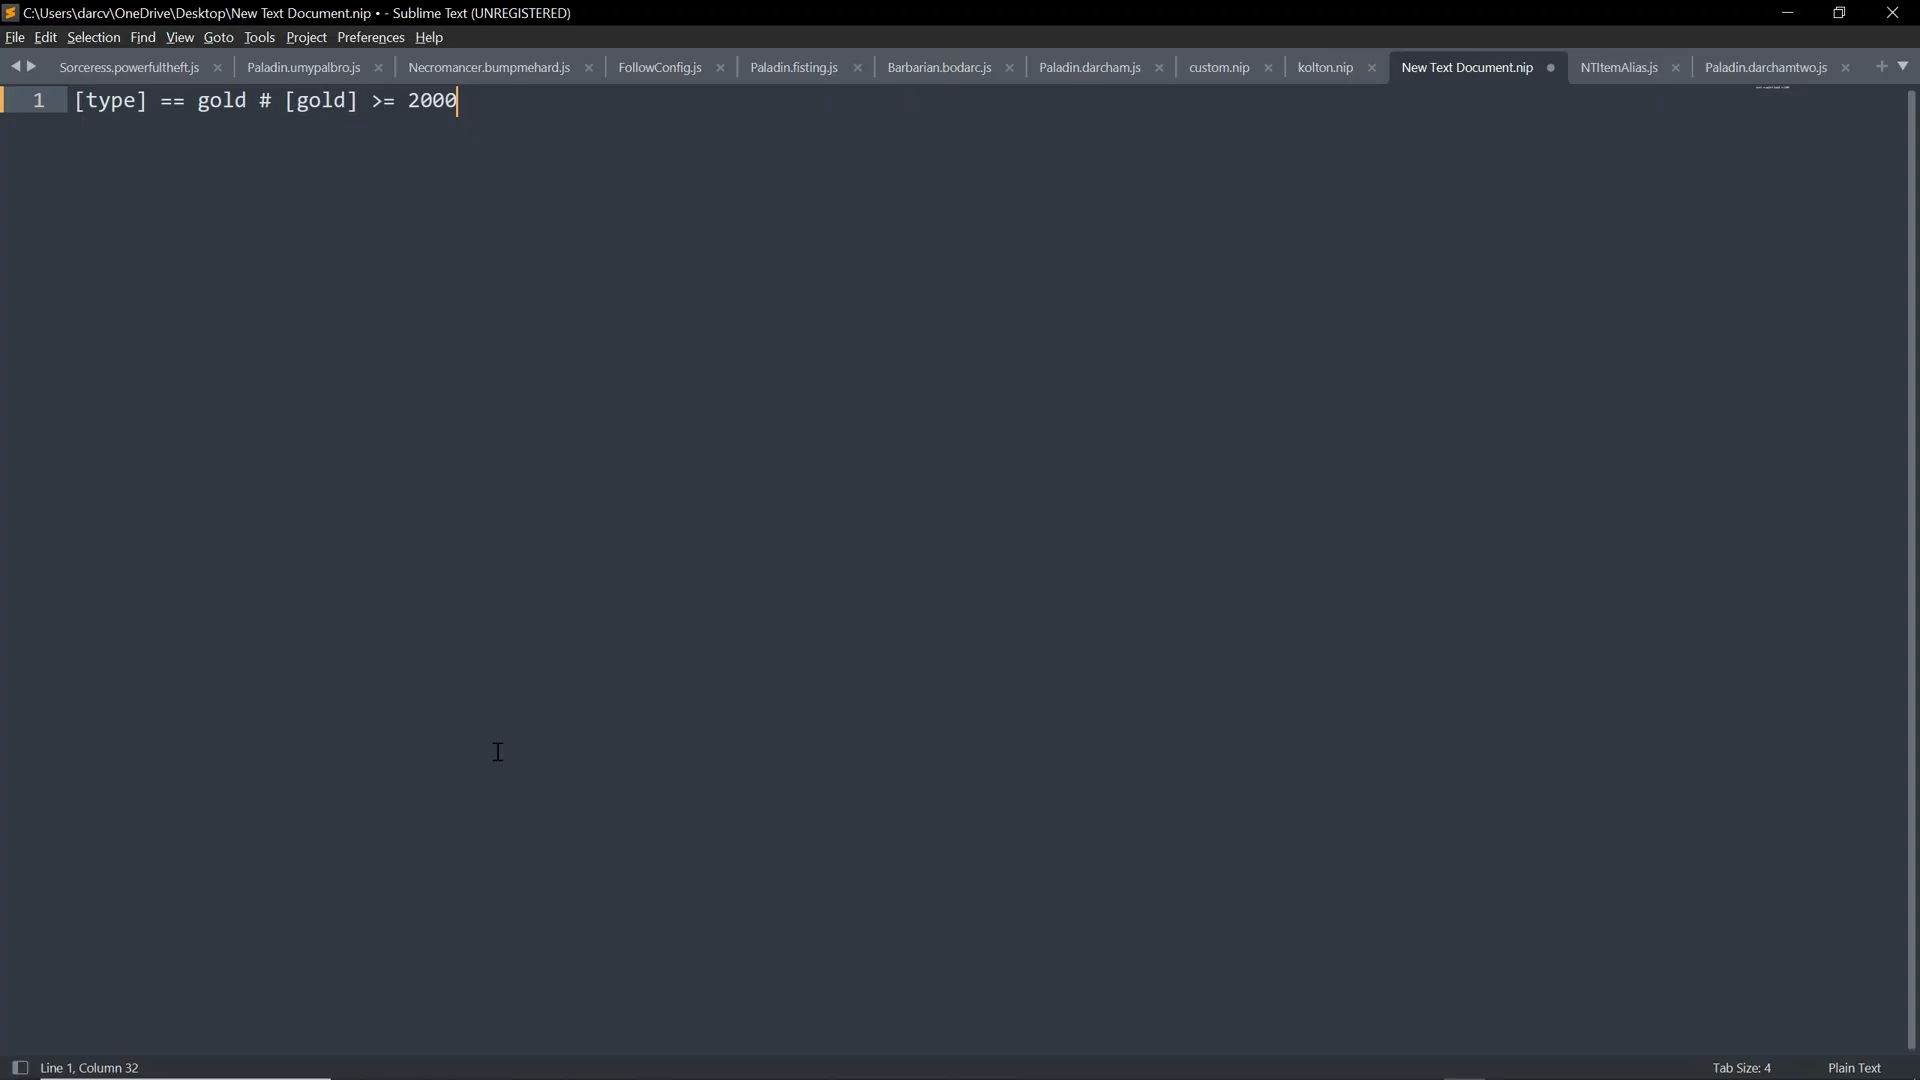 C:\Users\darcv\OneDrive\Desktop\New Text Document.nip • - Sublime Text (UNREGISTERED)
File Edit Selection Find View Goto Tools Project Preferences Help
Sorceress.powerfultheft.js × Paladin.umypalbro.js × Necromancer.bumpmehard.js × FollowConfig.js × Paladin.fisting.js × Barbarian.bodarc.js × Paladin.darcham.js × custom.nip × kolton.nip × New Text Document.nip NTItemAlias.js × Paladin.darchamtwo.js × +
1 [type] == gold # [gold] >= 2000
Line 1, Column 32 Tab Size: 4 Plain Text